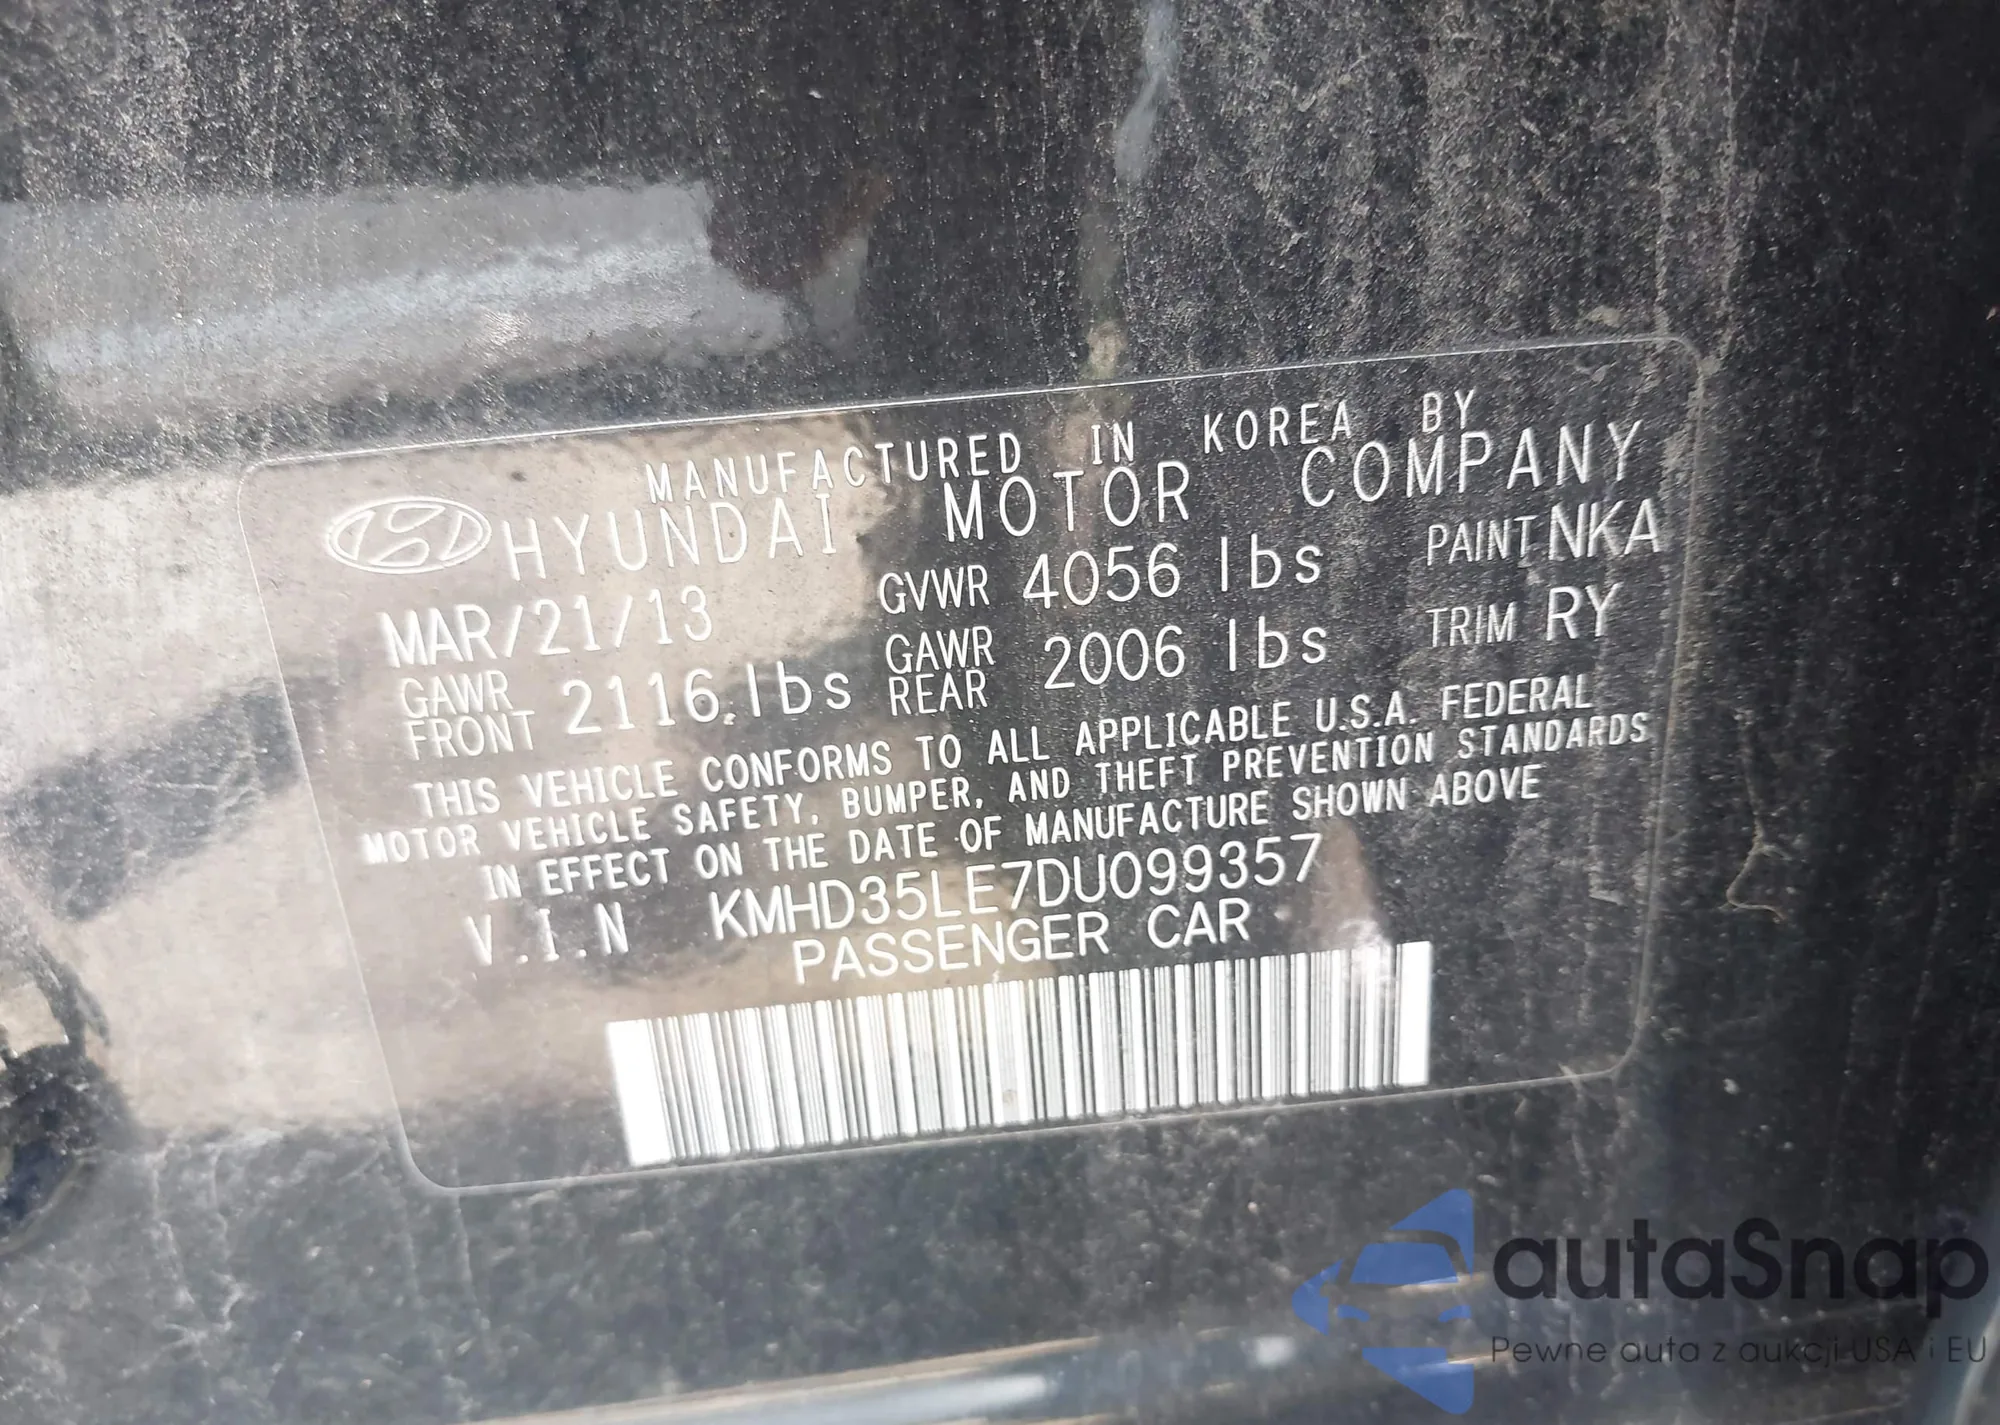 MANUFACTURED IN KOREA BY
HYUNDAI MOTOR COMPANY
MAR/21/13 GVWR 4056 lbs PAINT NKA
GAWR FRONT 2116 lbs GAWR REAR 2006 lbs TRIM RY
THIS VEHICLE CONFORMS TO ALL APPLICABLE U.S.A. FEDERAL
MOTOR VEHICLE SAFETY, BUMPER, AND THEFT PREVENTION STANDARDS
IN EFFECT ON THE DATE OF MANUFACTURE SHOWN ABOVE
V.I.N KMHD35LE7DU099357
PASSENGER CAR
autaSnap
Pewne auta z aukcji USA i EU